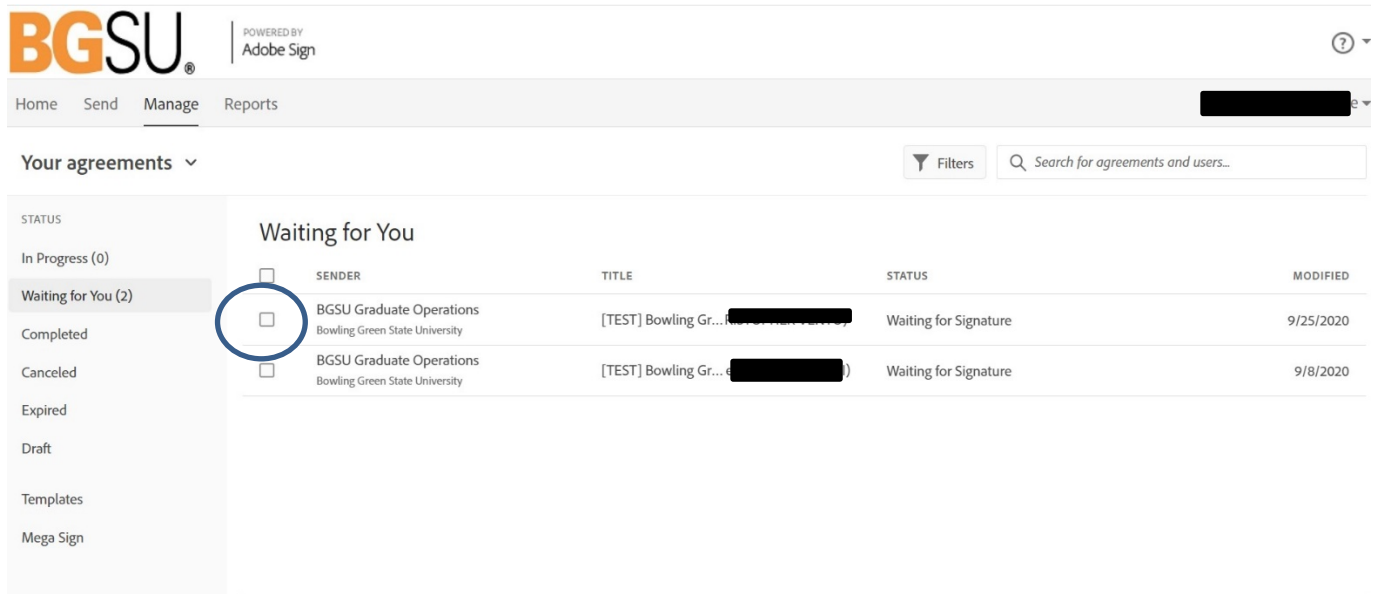 BGSU®
POWERED BY
Adobe Sign
Home Send Manage Reports
Your agreements
Filters
Search for agreements and users...
STATUS
In Progress (0)
Waiting for You (2)
Completed
Canceled
Expired
Draft
Templates
Mega Sign
Waiting for You
SENDER TITLE STATUS MODIFIED
BGSU Graduate Operations
Bowling Green State University
[TEST] Bowling Gr... Waiting for Signature 9/25/2020
BGSU Graduate Operations
Bowling Green State University
[TEST] Bowling Gr... Waiting for Signature 9/8/2020